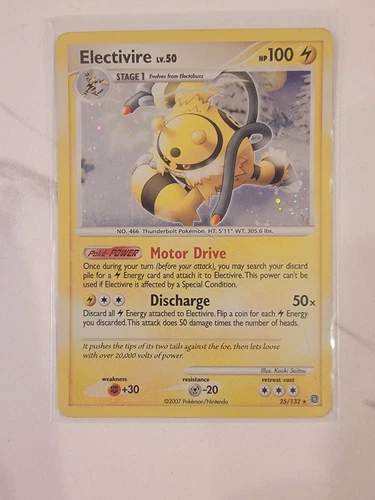 Electivire LV.50 HP 100
STAGE 1 Evolves from Electabuzz
NO. 466 Thunderbolt Pokémon HT: 5'11" WT: 305.6 lbs.
Poké-POWER Motor Drive
Once during your turn (before your attack), you may search your discard
pile for a Energy card and attach it to Electivire. This power can't be
used if Electivire is affected by a Special Condition.
Discharge 50x
Discard all Energy attached to Electivire. Flip a coin for each Energy
you discarded. This attack does 50 damage times the number of heads.
It pushes the tips of its two tails against the foe, then lets loose
with over 20,000 volts of power.
Illus. Kouki Saitou
weakness resistance retreat cost
+30 -20
©2007 Pokémon/Nintendo 25/132 ★